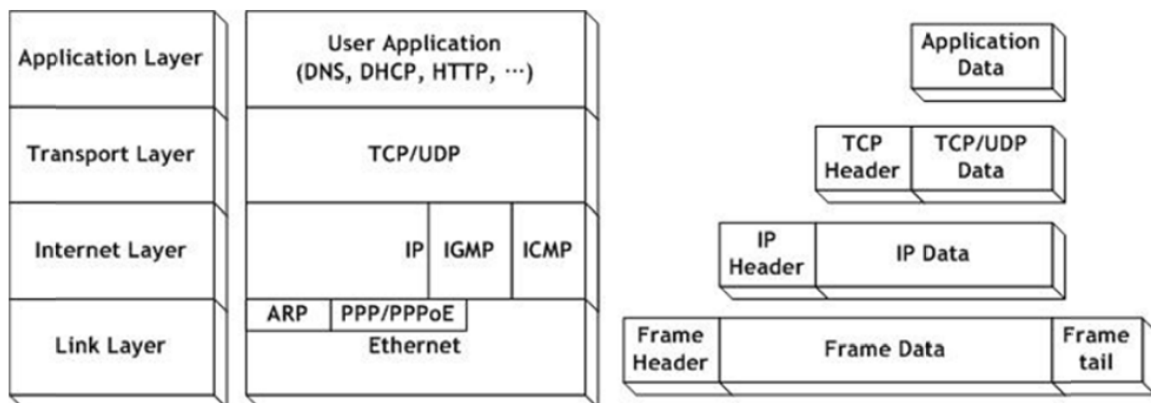 Application Layer
User Application
(DNS, DHCP, HTTP, ⋯)
Application
Data
Transport Layer
TCP/UDP
TCP
Header
TCP/UDP
Data
Internet Layer
IP
IGMP
ICMP
IP
Header
IP Data
Link Layer
ARP
PPP/PPPoE
Ethernet
Frame
Header
Frame Data
Frame
tail